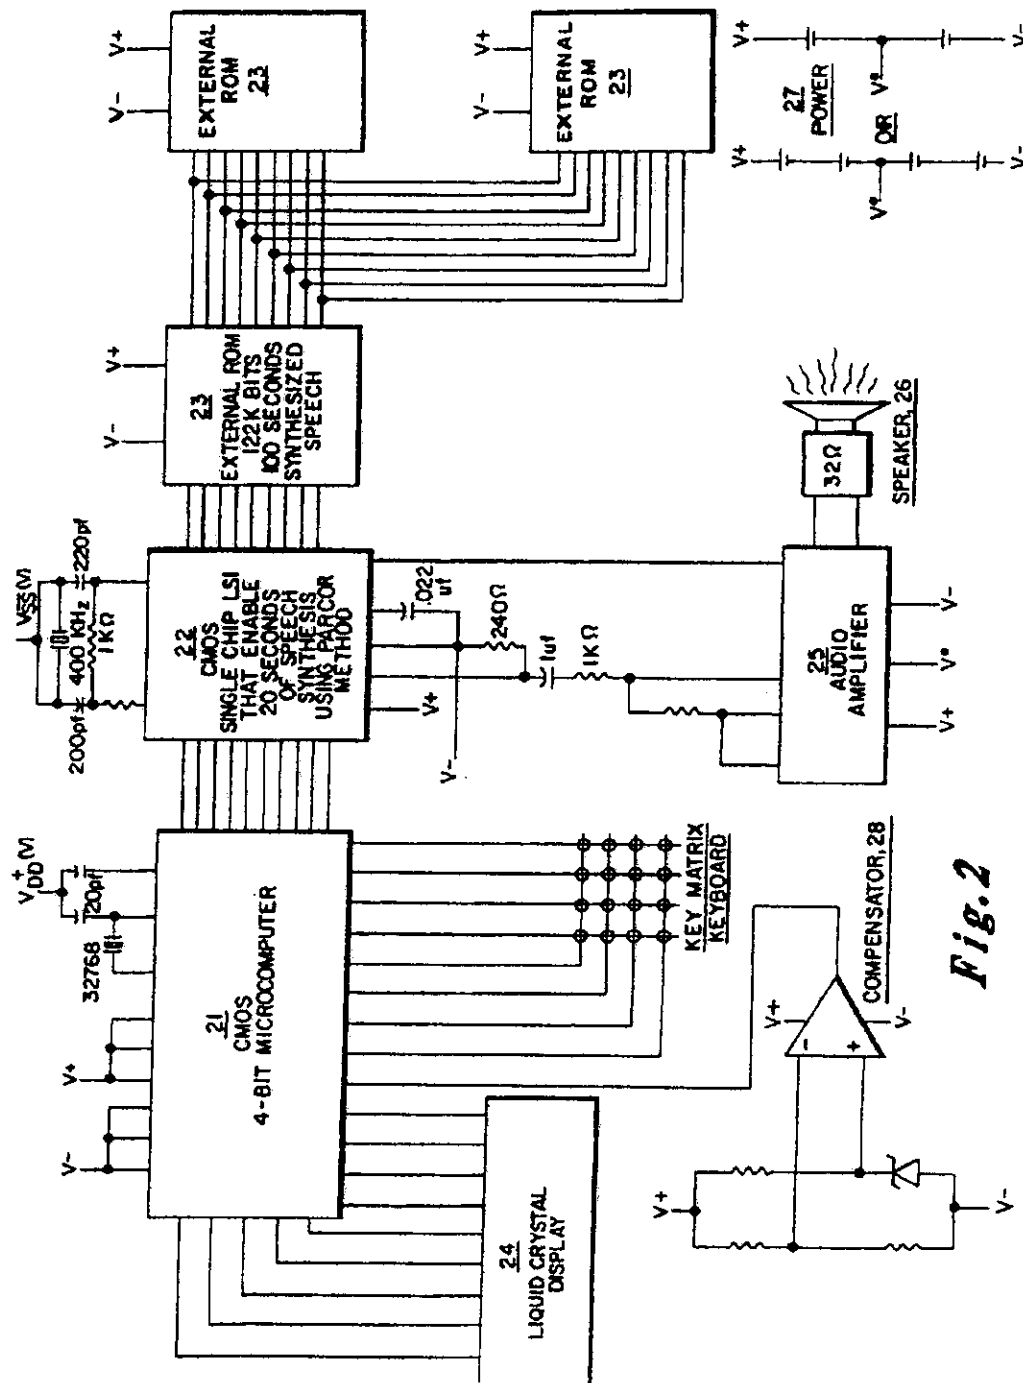 V-
V+
V+DD (V)
20pf
32768
21
CMOS
4-BIT MICROCOMPUTER
24
LIQUID CRYSTAL
DISPLAY
KEY MATRIX
KEYBOARD
VSS(V)
200pf
400 KHz
220pf
1KΩ
22
CMOS
SINGLE CHIP LSI
THAT ENABLE
20 SECONDS
OF SPEECH
SYNTHESIS
USING PARCOR
METHOD
V-
V+
.022
uf
240Ω
1uf
1KΩ
V-
V+
23
EXTERNAL ROM
122K BITS
100 SECONDS
SYNTHESIZED
SPEECH
V-
V+
EXTERNAL
ROM
23
V-
V+
EXTERNAL
ROM
23
25
AUDIO
AMPLIFIER
V+
V°
V-
32Ω
SPEAKER, 26
V+
V-
V+
-
+
V-
COMPENSATOR, 28
27
POWER
V+
V°
V-
OR
V+
V°
V-
Fig. 2